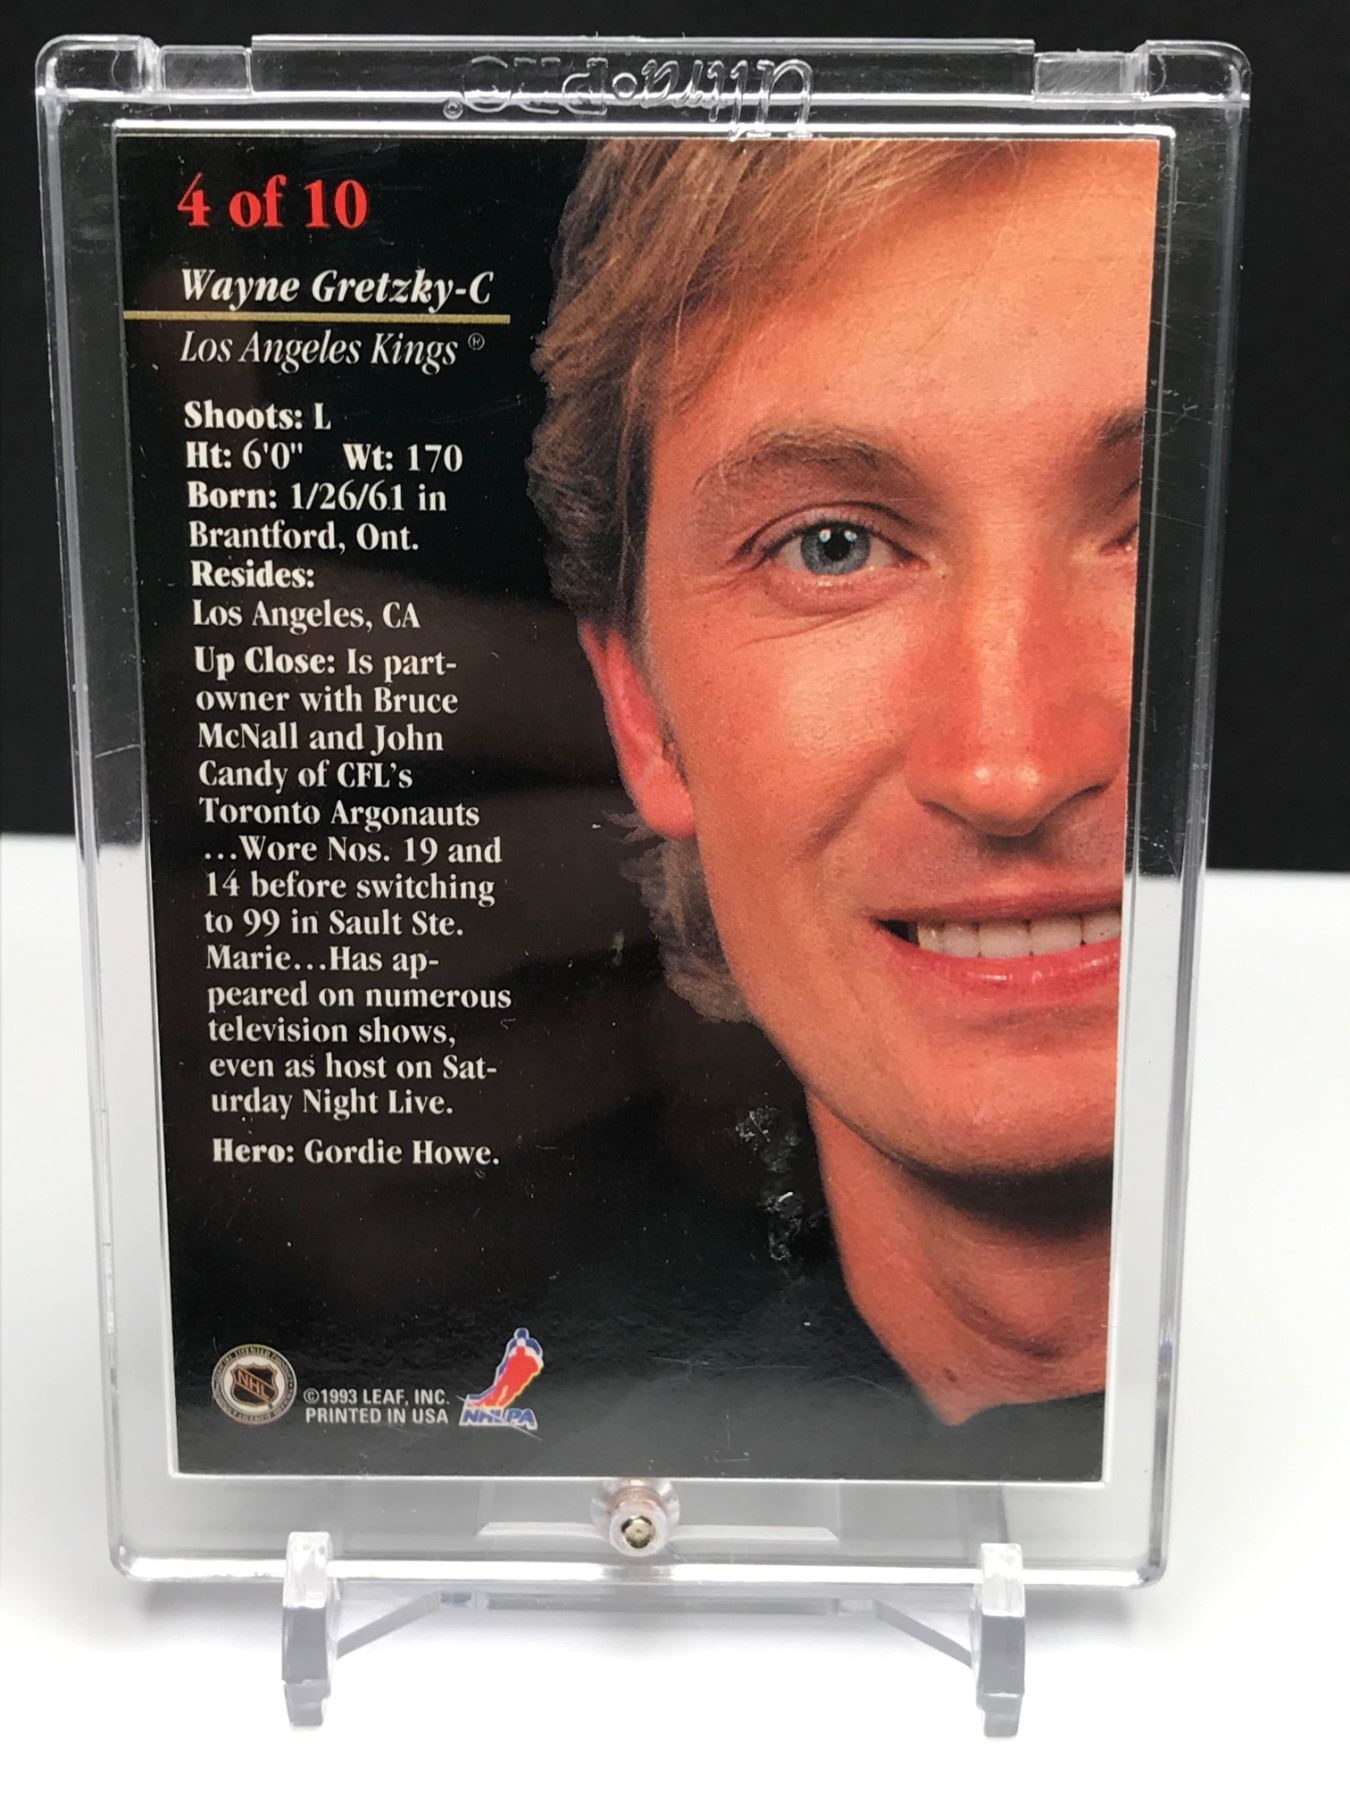 Ultra•PRO®
4 of 10
Wayne Gretzky-C
Los Angeles Kings®
Shoots: L
Ht: 6'0" Wt: 170
Born: 1/26/61 in
Brantford, Ont.
Resides:
Los Angeles, CA
Up Close: Is part-
owner with Bruce
McNall and John
Candy of CFL's
Toronto Argonauts
...Wore Nos. 19 and
14 before switching
to 99 in Sault Ste.
Marie...Has ap-
peared on numerous
television shows,
even as host on Sat-
urday Night Live.
Hero: Gordie Howe.
NHL
©1993 LEAF, INC.
PRINTED IN USA
NHLPA